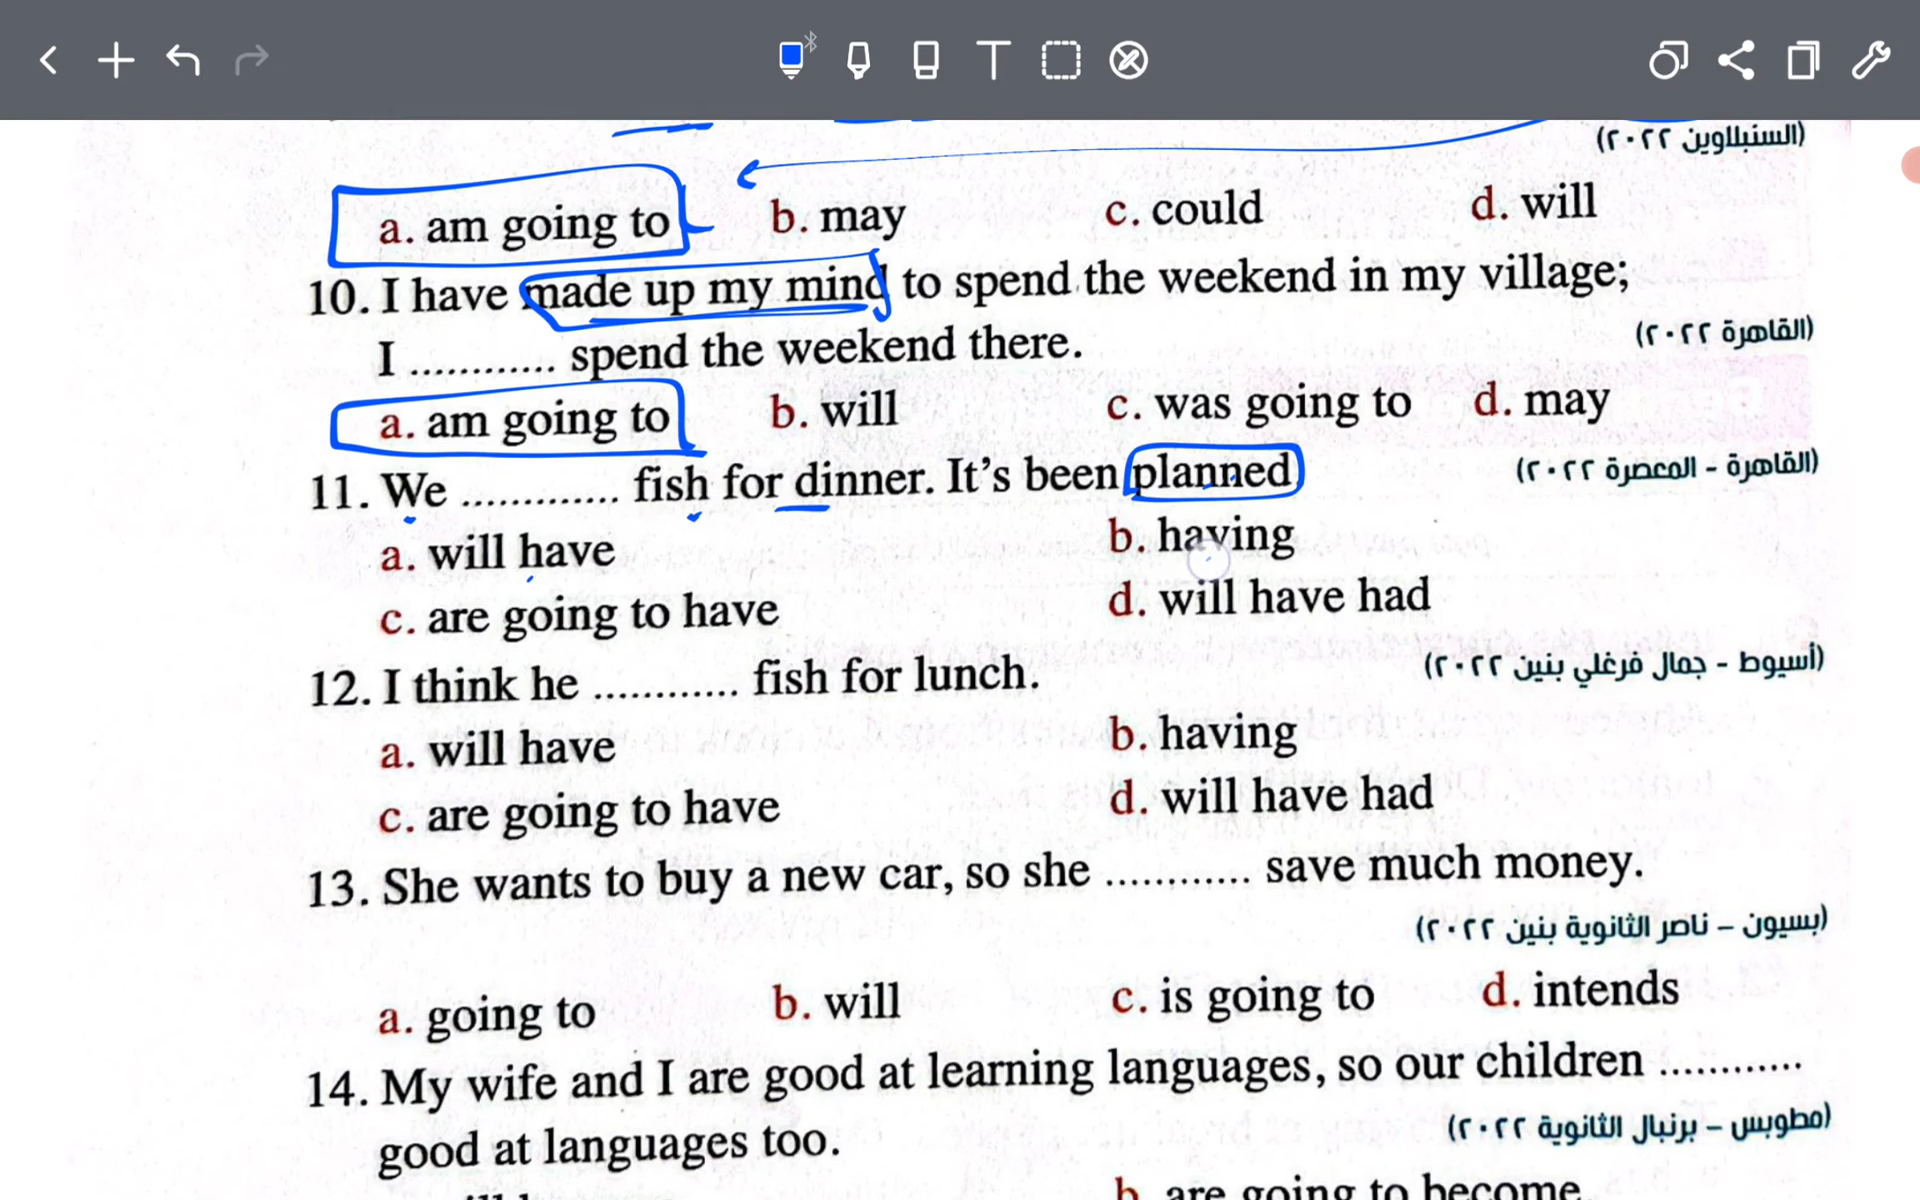 (السنبلاوين ٢٠٢٢)
a. am going to b. may c. could d. will
10. I have made up my mind to spend the weekend in my village;
I ............ spend the weekend there. (القاهرة ٢٠٢٢)
a. am going to b. will c. was going to d. may
11. We ............. fish for dinner. It's been planned. (القاهرة - المعصرة ٢٠٢٢)
a. will have b. having
c. are going to have d. will have had
12. I think he ............ fish for lunch. (أسيوط - جمال فرغلي بنين ٢٠٢٢)
a. will have b. having
c. are going to have d. will have had
13. She wants to buy a new car, so she ............ save much money.
(بسيون – ناصر الثانوية بنين ٢٠٢٢)
a. going to b. will c. is going to d. intends
14. My wife and I are good at learning languages, so our children ............
good at languages too. (مطوبس – برنبال الثانوية ٢٠٢٢)
b. are going to become